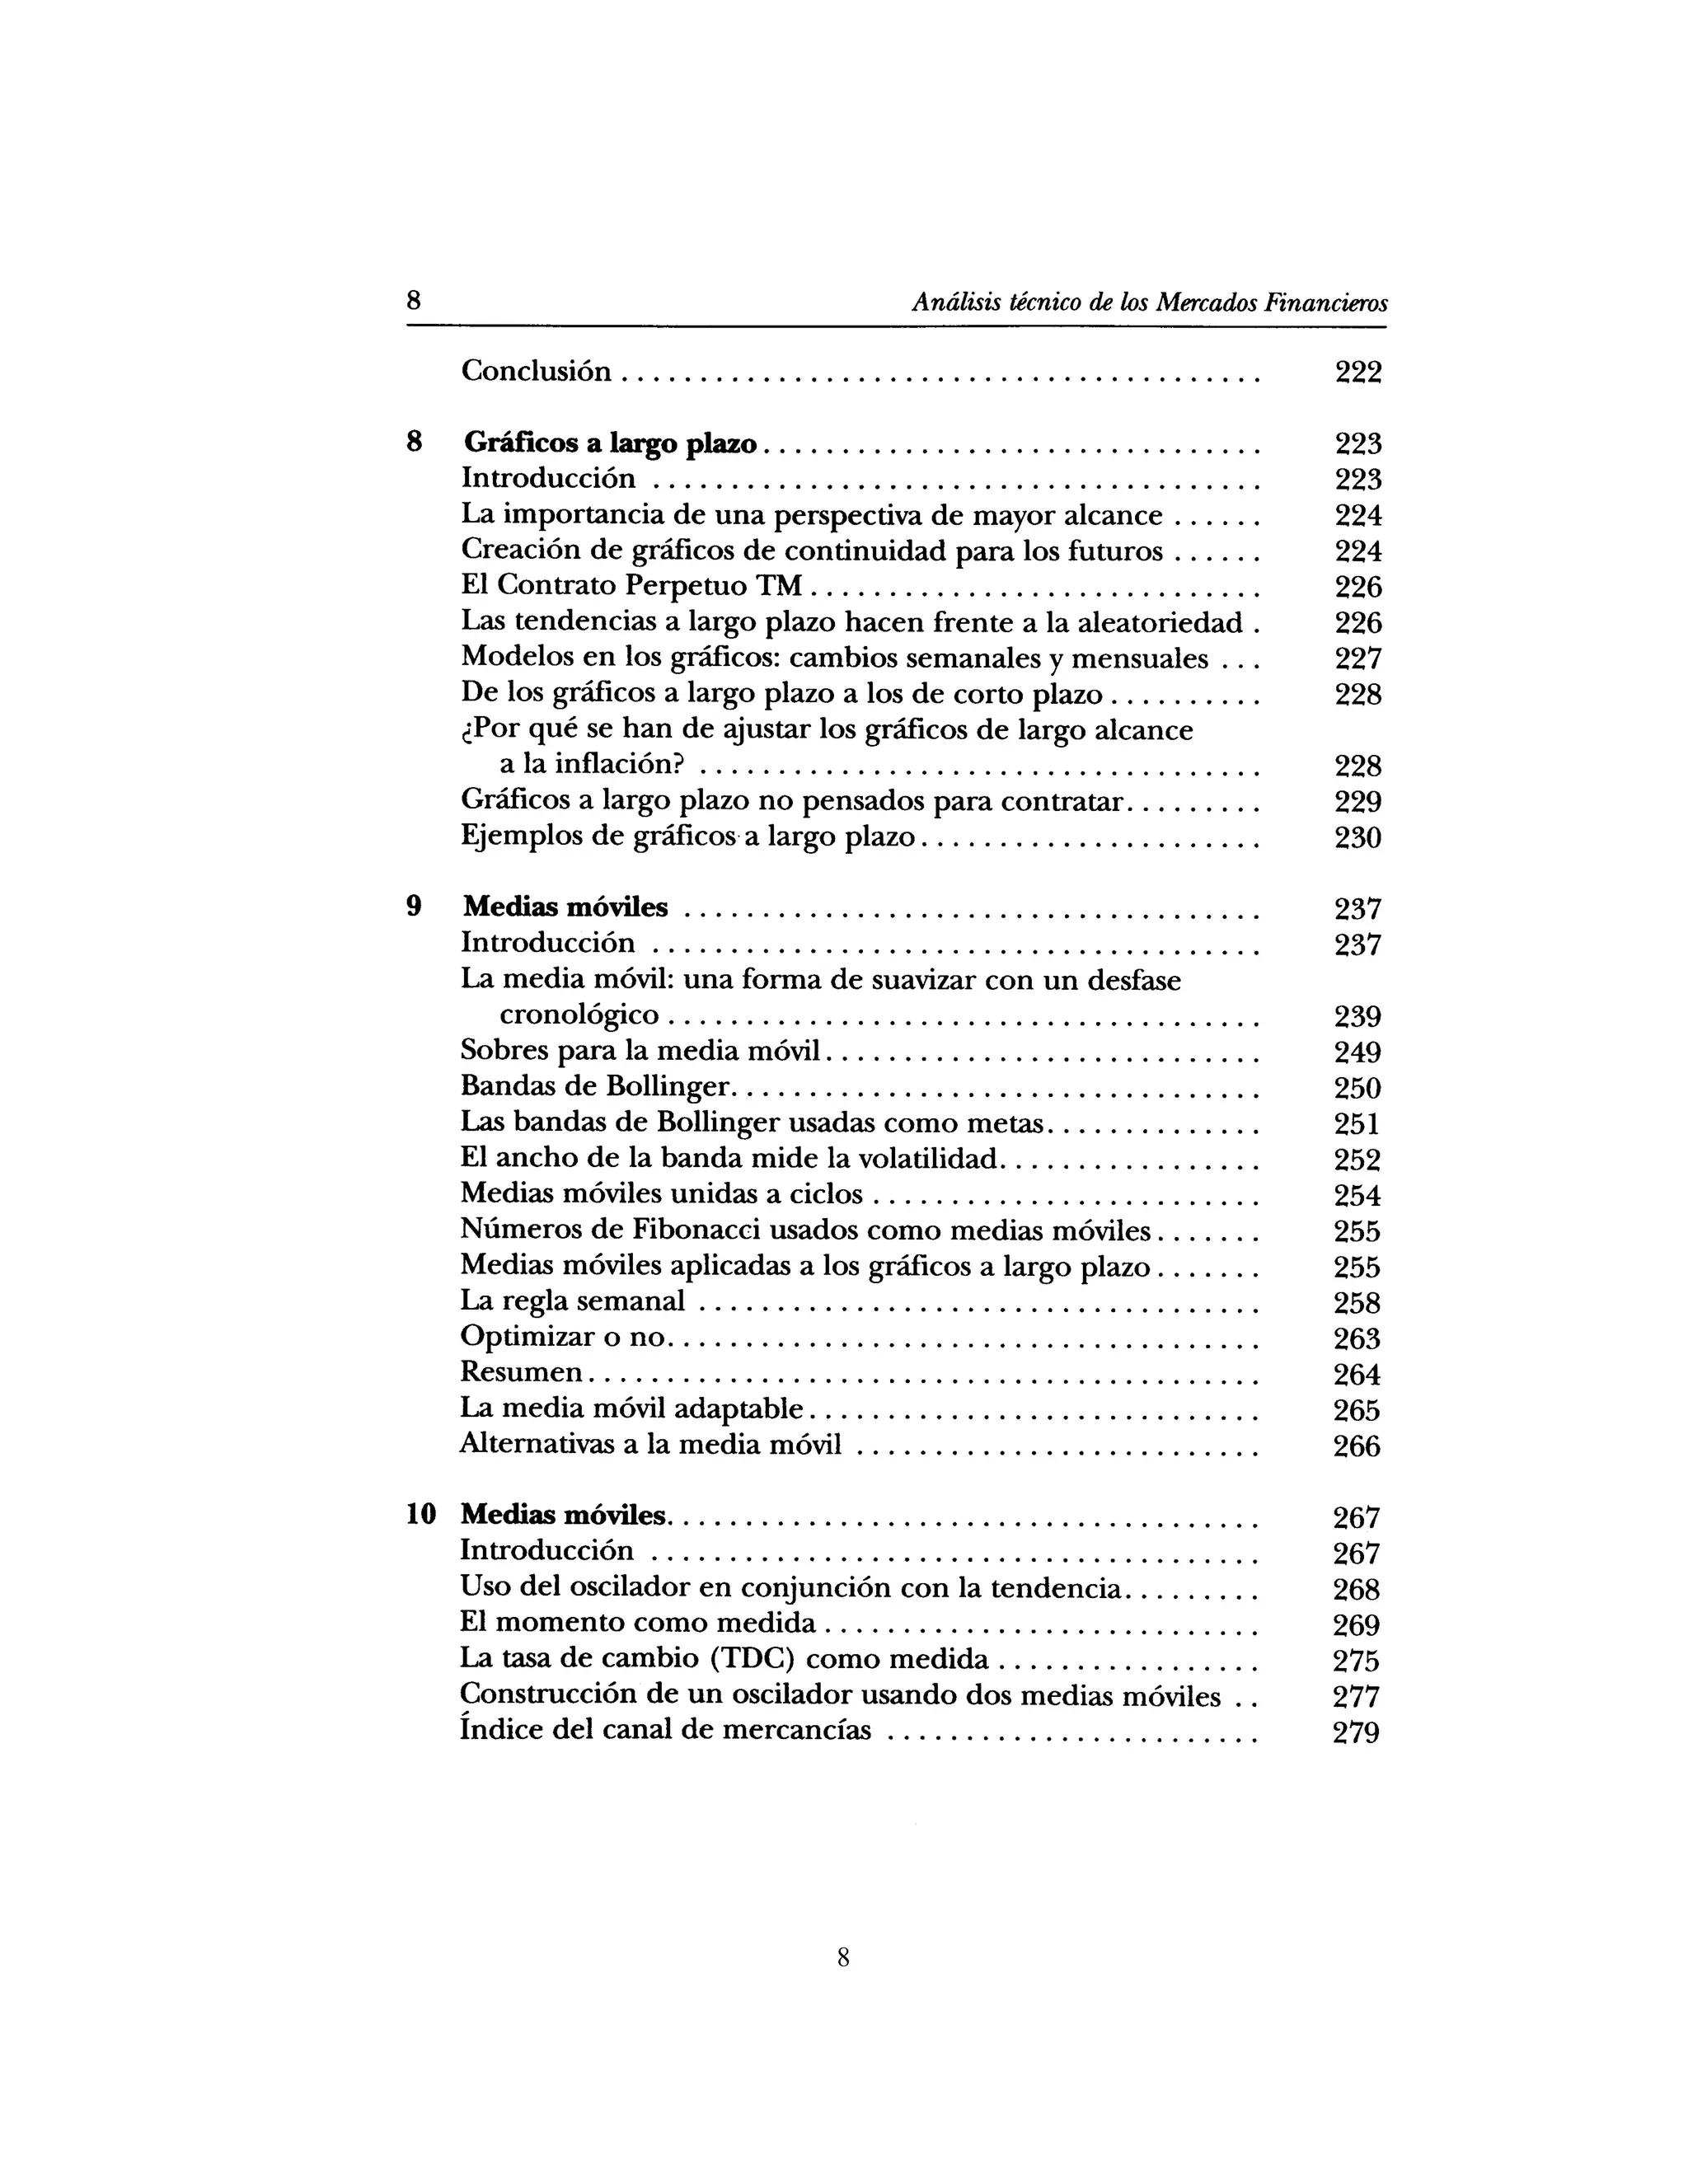 8 Análisis técnico de los Mercados Financieros
Conclusión . . . . . . . . . . . . . . . . . . . . . . . . . . . . . . . . . . . . . . . . . 222
8 Gráficos a largo plazo . . . . . . . . . . . . . . . . . . . . . . . . . . . . . . . . 223
Introducción . . . . . . . . . . . . . . . . . . . . . . . . . . . . . . . . . . . . . . . 223
La importancia de una perspectiva de mayor alcance . . . . . . 224
Creación de gráficos de continuidad para los futuros . . . . . . 224
El Contrato Perpetuo TM . . . . . . . . . . . . . . . . . . . . . . . . . . . . . 226
Las tendencias a largo plazo hacen frente a la aleatoriedad . 226
Modelos en los gráficos: cambios semanales y mensuales . . . 227
De los gráficos a largo plazo a los de corto plazo . . . . . . . . . . 228
¿Por qué se han de ajustar los gráficos de largo alcance
a la inflación? . . . . . . . . . . . . . . . . . . . . . . . . . . . . . . . . . . . . 228
Gráficos a largo plazo no pensados para contratar. . . . . . . . . 229
Ejemplos de gráficos a largo plazo . . . . . . . . . . . . . . . . . . . . . . 230
9 Medias móviles . . . . . . . . . . . . . . . . . . . . . . . . . . . . . . . . . . . . . 237
Introducción . . . . . . . . . . . . . . . . . . . . . . . . . . . . . . . . . . . . . . . 237
La media móvil: una forma de suavizar con un desfase
cronológico . . . . . . . . . . . . . . . . . . . . . . . . . . . . . . . . . . . . . . 239
Sobres para la media móvil . . . . . . . . . . . . . . . . . . . . . . . . . . . . 249
Bandas de Bollinger. . . . . . . . . . . . . . . . . . . . . . . . . . . . . . . . . . 250
Las bandas de Bollinger usadas como metas. . . . . . . . . . . . . . 251
El ancho de la banda mide la volatilidad. . . . . . . . . . . . . . . . . 252
Medias móviles unidas a ciclos . . . . . . . . . . . . . . . . . . . . . . . . . 254
Números de Fibonacci usados como medias móviles . . . . . . . 255
Medias móviles aplicadas a los gráficos a largo plazo . . . . . . . 255
La regla semanal . . . . . . . . . . . . . . . . . . . . . . . . . . . . . . . . . . . . 258
Optimizar o no. . . . . . . . . . . . . . . . . . . . . . . . . . . . . . . . . . . . . . 263
Resumen . . . . . . . . . . . . . . . . . . . . . . . . . . . . . . . . . . . . . . . . . . . 264
La media móvil adaptable . . . . . . . . . . . . . . . . . . . . . . . . . . . . . 265
Alternativas a la media móvil . . . . . . . . . . . . . . . . . . . . . . . . . . 266
10 Medias móviles. . . . . . . . . . . . . . . . . . . . . . . . . . . . . . . . . . . . . . 267
Introducción . . . . . . . . . . . . . . . . . . . . . . . . . . . . . . . . . . . . . . . 267
Uso del oscilador en conjunción con la tendencia. . . . . . . . . 268
El momento como medida . . . . . . . . . . . . . . . . . . . . . . . . . . . . 269
La tasa de cambio (TDC) como medida . . . . . . . . . . . . . . . . . 275
Construcción de un oscilador usando dos medias móviles . . 277
Índice del canal de mercancías . . . . . . . . . . . . . . . . . . . . . . . . 279
8